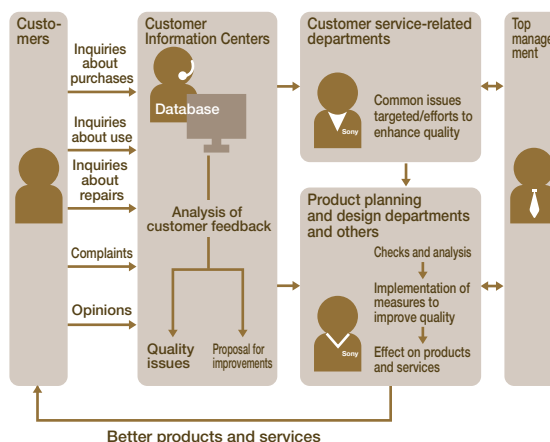 Custo-
mers
Inquiries
about
purchases
Inquiries
about use
Inquiries
about
repairs
Complaints
Opinions
Customer
Information Centers
Database
Analysis of
customer feedback
Quality
issues
Proposal for
improvements
Customer service-related
departments
Sony
Common issues
targeted/efforts to
enhance quality
Product planning
and design departments
and others
Checks and analysis
Implementation of
measures to
improve quality
Sony
Effect on products
and services
Top
manage-
ment
Better products and services